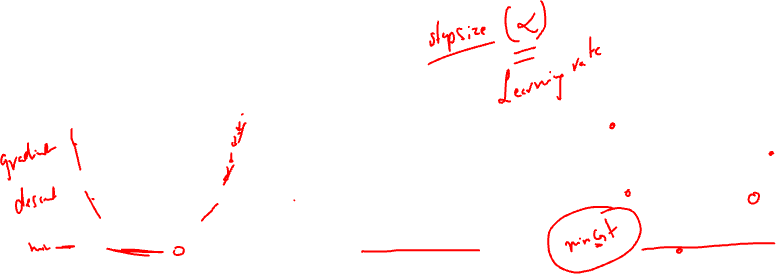 stepsize (α)
Learning rate
gradient
descent
min cost